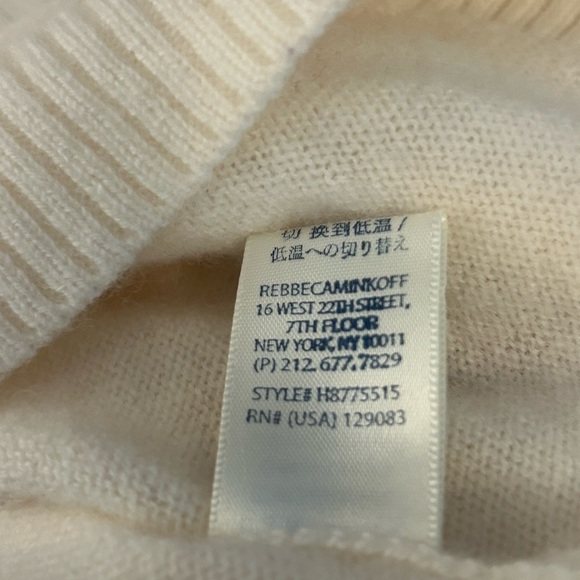 切 换到低温 /
低温への切り替え
REBBECAMINKOFF
16 WEST 22TH STREET,
7TH FLOOR
NEW YORK, NY 10011
(P) 212.677.7829
STYLE# H8775515
RN# (USA) 129083